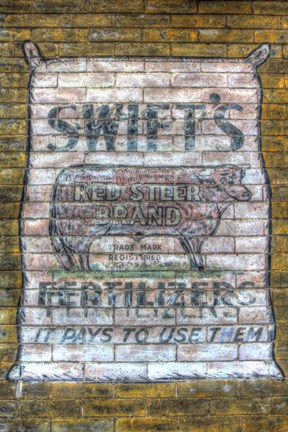 SWIFT'S
RED STEER
BRAND
TRADE MARK
REGISTERED
FERTILIZERS
IT PAYS TO USE THEM